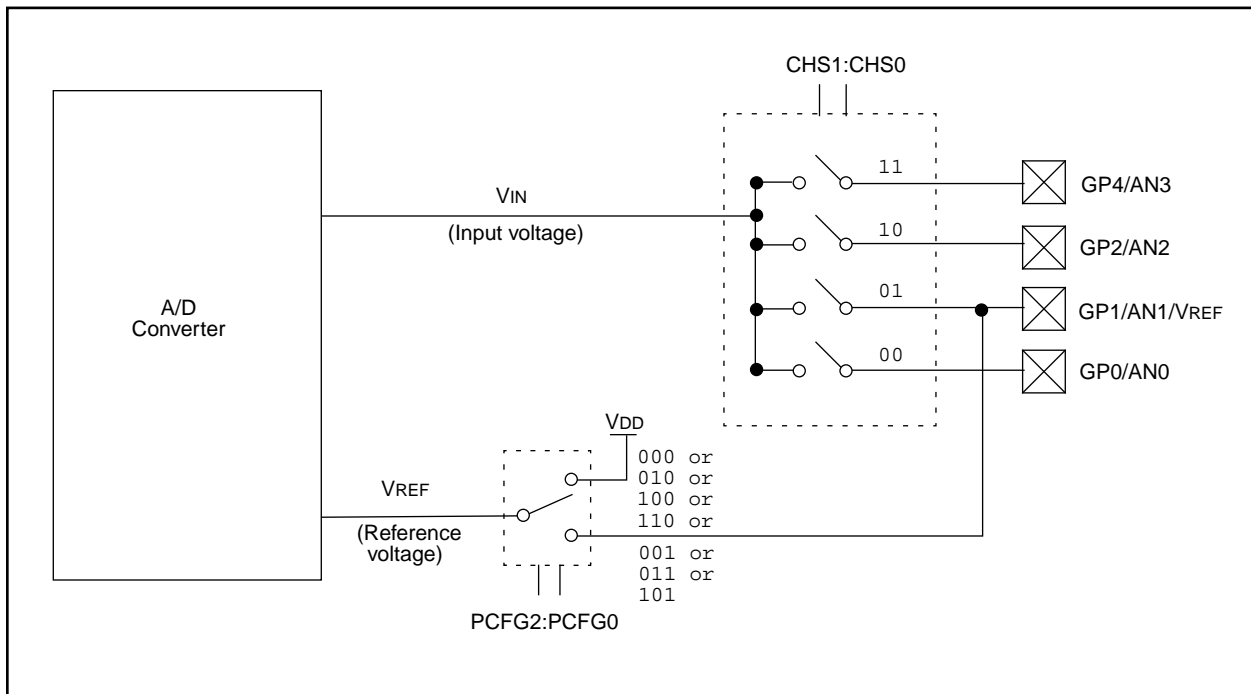 CHS1:CHS0
11
GP4/AN3
VIN
(Input voltage)
10
GP2/AN2
01
GP1/AN1/VREF
A/D
Converter
00
GP0/AN0
VDD
000 or
010 or
100 or
110 or
VREF
(Reference
voltage)
001 or
011 or
101
PCFG2:PCFG0